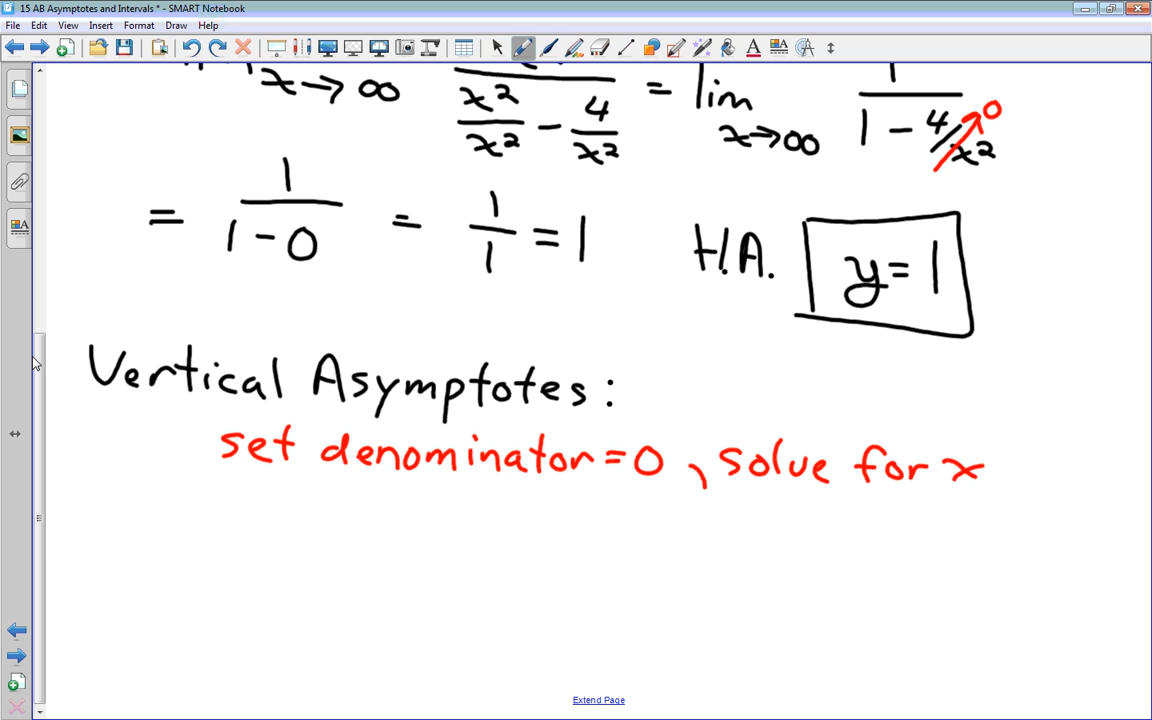 15 AB Asymptotes and Intervals * - SMART Notebook
File Edit View Insert Format Tools Draw Help
x→∞ x²/x² - 4/x² = lim x→∞ 1/(1 - 4/x²) 0
= 1/(1-0) = 1/1 = 1 H.A. y = 1
Vertical Asymptotes:
set denominator=0, solve for x
Extend Page